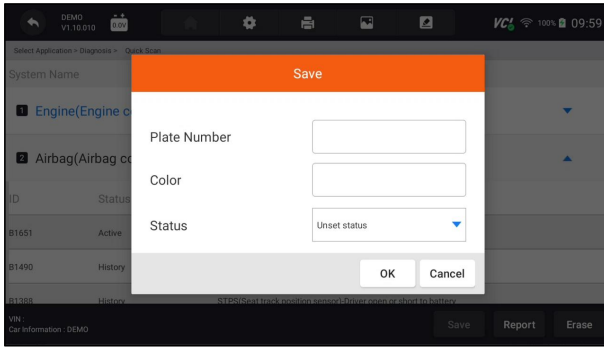 DEMO
V1.10.010
0.0V
VCI
100%
09:59
Select Application > Diagnosis > Quick Scan
System Name
Save
1 Engine(Engine c
2 Airbag(Airbag co
Plate Number
Color
Status
Unset status
OK
Cancel
ID
Status
B1651
Active
B1490
History
B1388
History
STPS(Seat track position sensor)-Driver open or short to battery
VIN :
Car Information : DEMO
Save
Report
Erase